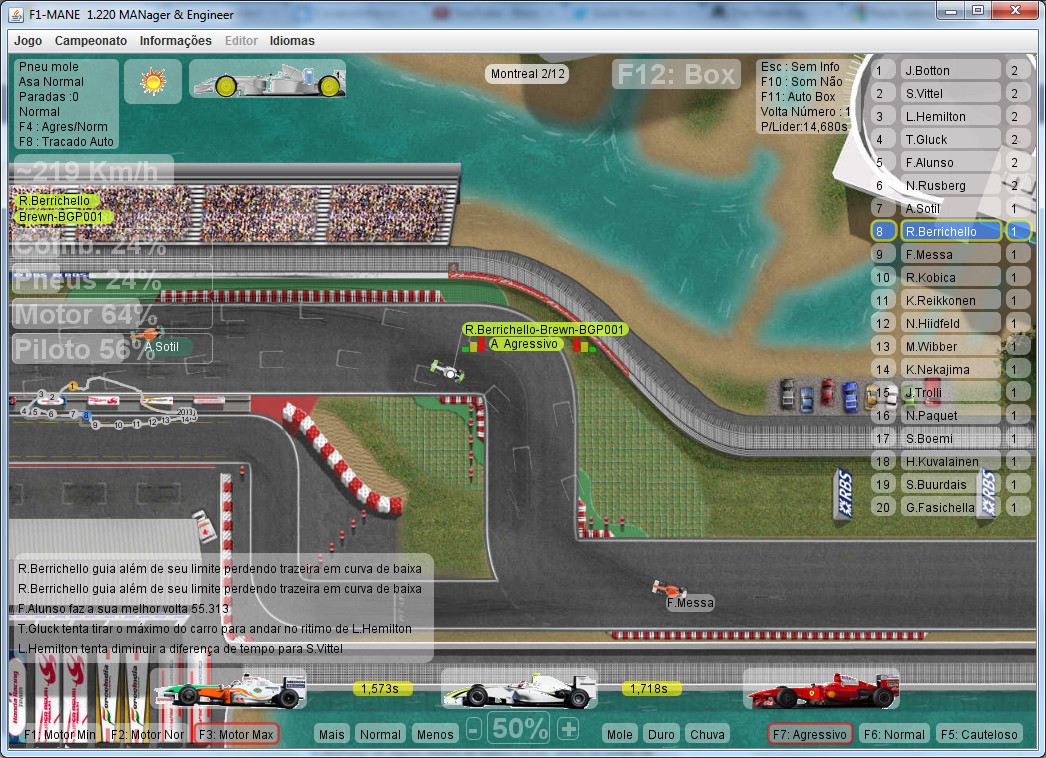 F1-MANE 1.220 MANager & Engineer
Jogo Campeonato Informações Editor Idiomas
Pneu mole
Asa Normal
Paradas :0
Normal
F4 : Agres/Norm
F8 : Tracado Auto
Montreal 2/12
F12: Box
Esc : Sem Info
F10 : Som Não
F11: Auto Box
Volta Número : 1
P/Lider:14,680s
1 J.Botton 2
2 S.Vittel 2
3 L.Hemilton 2
4 T.Gluck 2
5 F.Alunso 2
6 N.Rusberg 2
7 A.Sotil 1
8 R.Berrichello 1
9 F.Messa 1
10 R.Kobica 1
11 K.Reikkonen 1
12 N.Hiidfeld 1
13 M.Wibber 1
14 K.Nekajima 1
15 J.Trolli 1
16 N.Paquet 1
17 S.Boemi 1
18 H.Kuvalainen 1
19 S.Buurdais 1
20 G.Fasichella 1
~219 Km/h
R.Berrichello
Brewn-BGP001
Comb. 24%
Pneus 24%
Motor 64%
Piloto 56%
A.Sotil
R.Berrichello-Brewn-BGP001
A Agressivo
F.Messa
RBS
RBS
R.Berrichello guia além de seu limite perdendo trazeira em curva de baixa
R.Berrichello guia além de seu limite perdendo trazeira em curva de baixa
F.Alunso faz a sua melhor volta 55.313
T.Gluck tenta tirar o máximo do carro para andar no ritimo de L.Hemilton
L.Hemilton tenta diminuir a diferença de tempo para S.Vittel
1,573s
1,718s
F1: Motor Min F2: Motor Nor F3: Motor Max
Mais Normal Menos - 50% +
Mole Duro Chuva
F7: Agressivo F6: Normal F5: Cauteloso